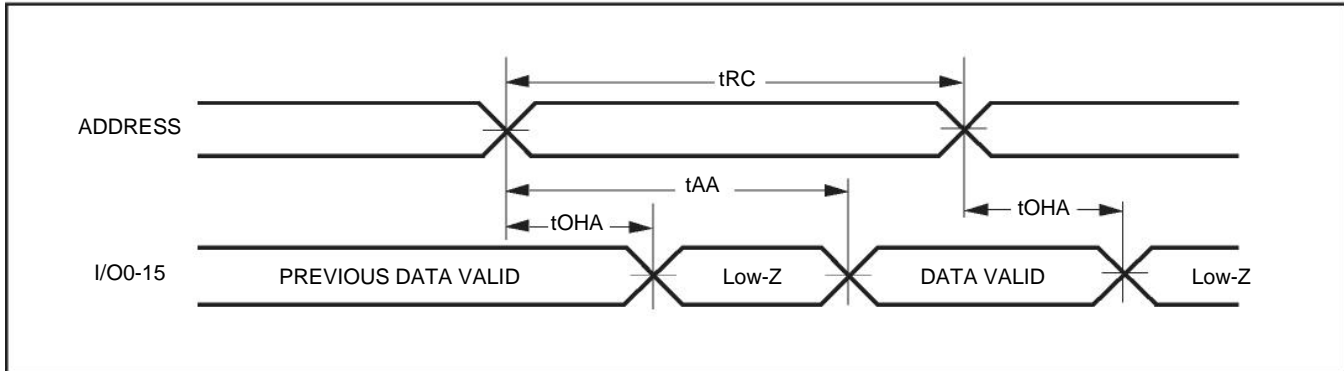 tRC
ADDRESS
tAA
tOHA
tOHA
I/O0-15
PREVIOUS DATA VALID
Low-Z
DATA VALID
Low-Z